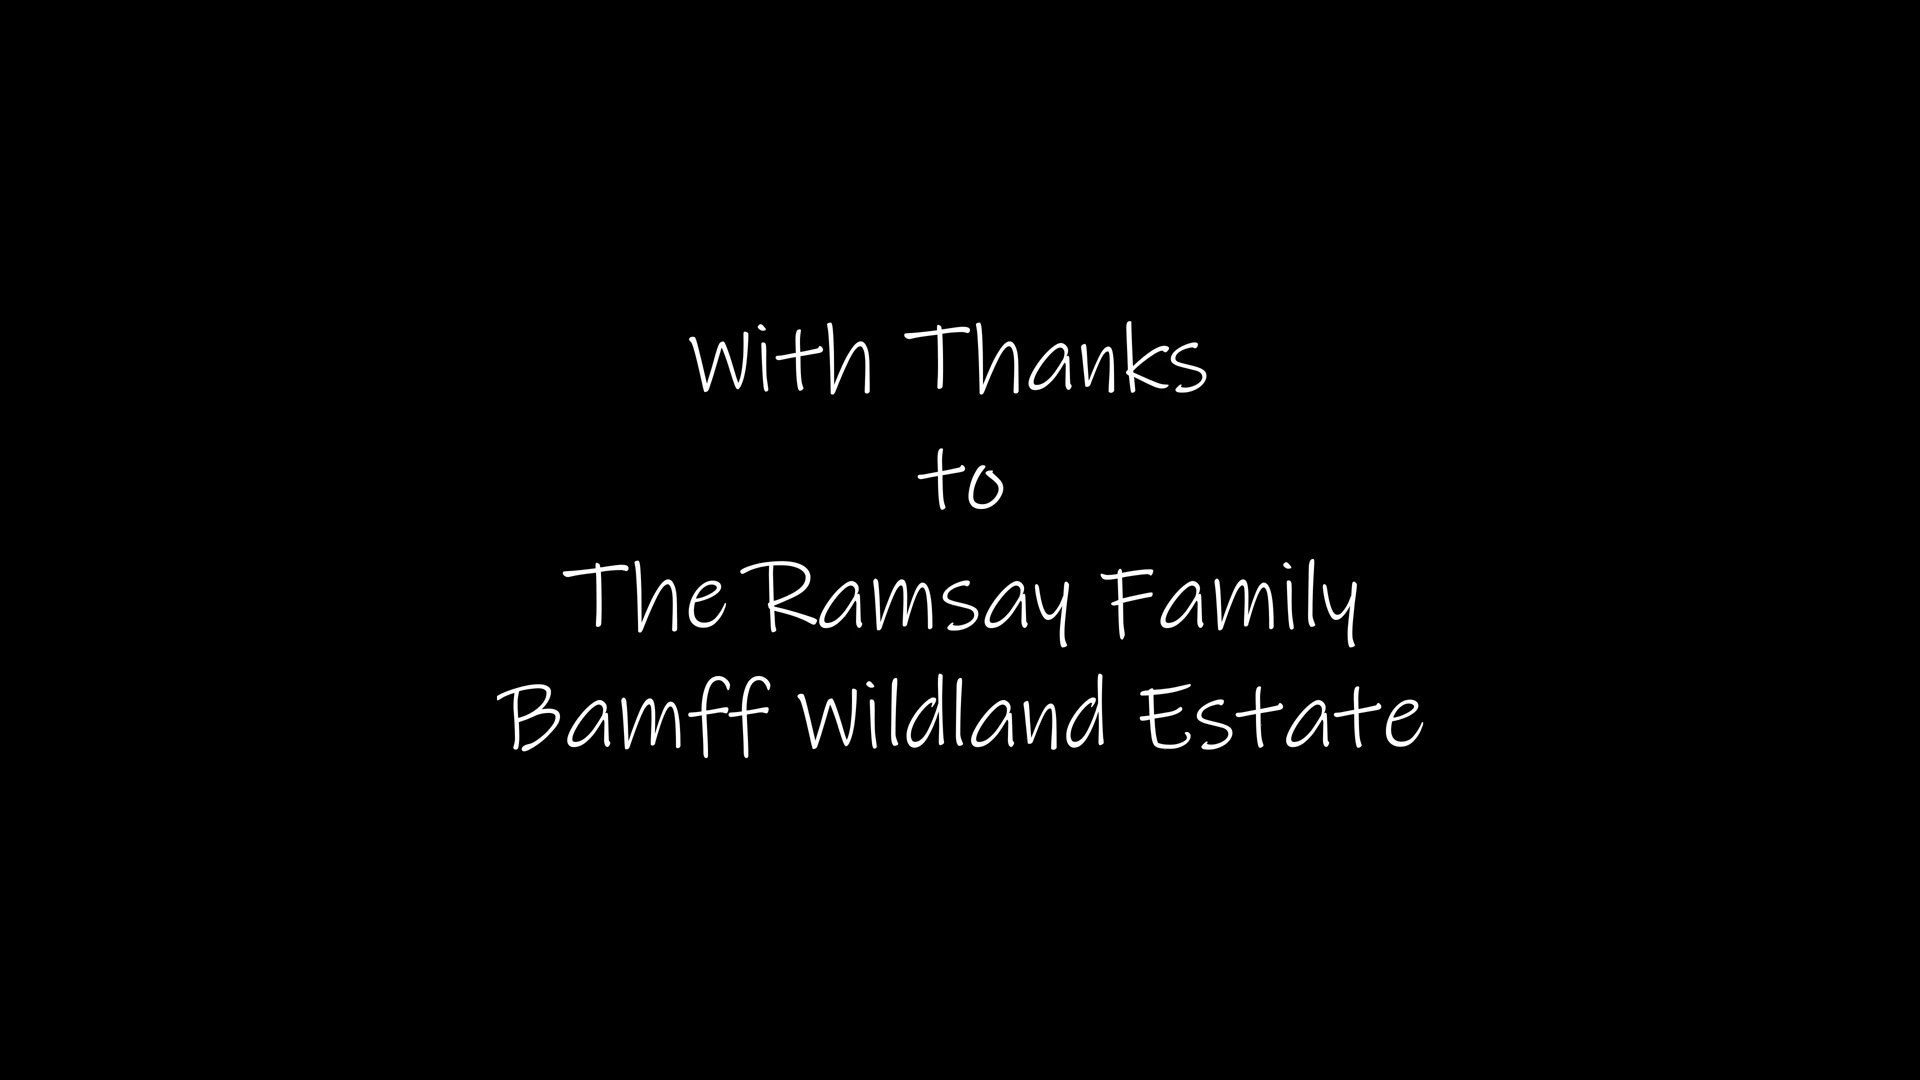 With Thanks
to
The Ramsay Family
Bamff Wildland Estate